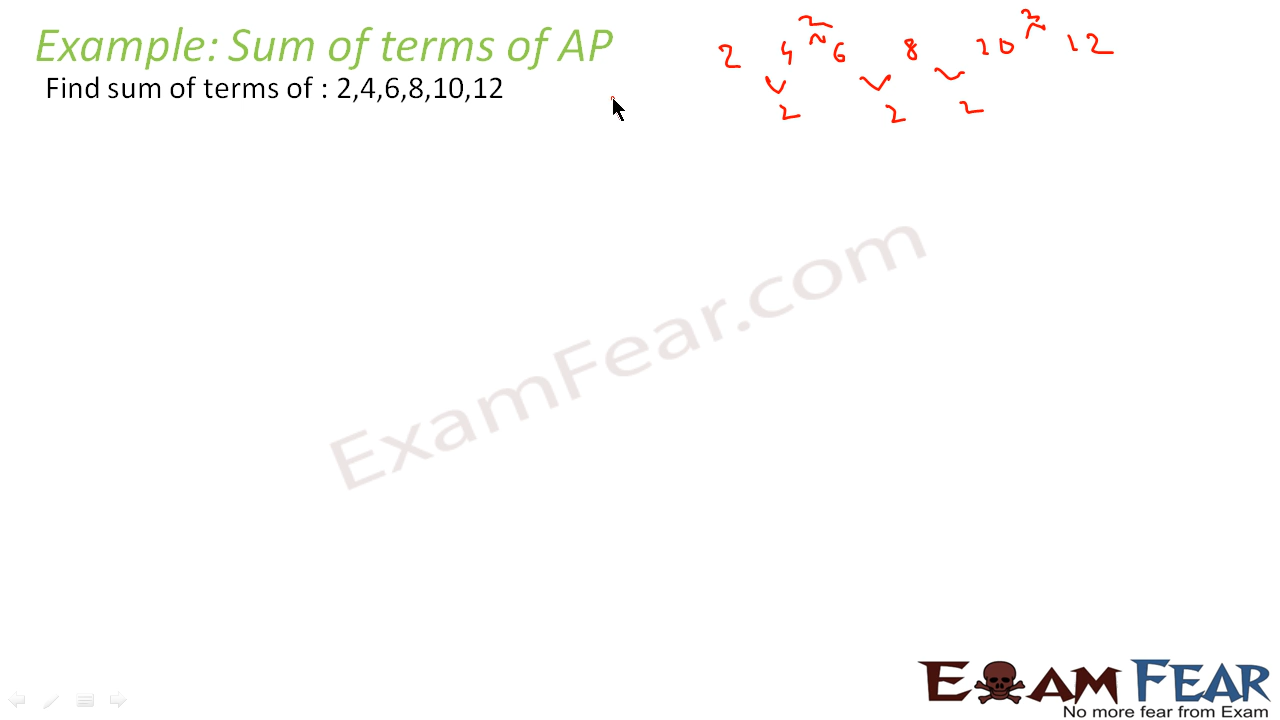 Example: Sum of terms of AP
Find sum of terms of : 2,4,6,8,10,12
2
2 4 6 8 10 12
2 2 2
ExamFear.com
EXAM FEAR
No more fear from Exam